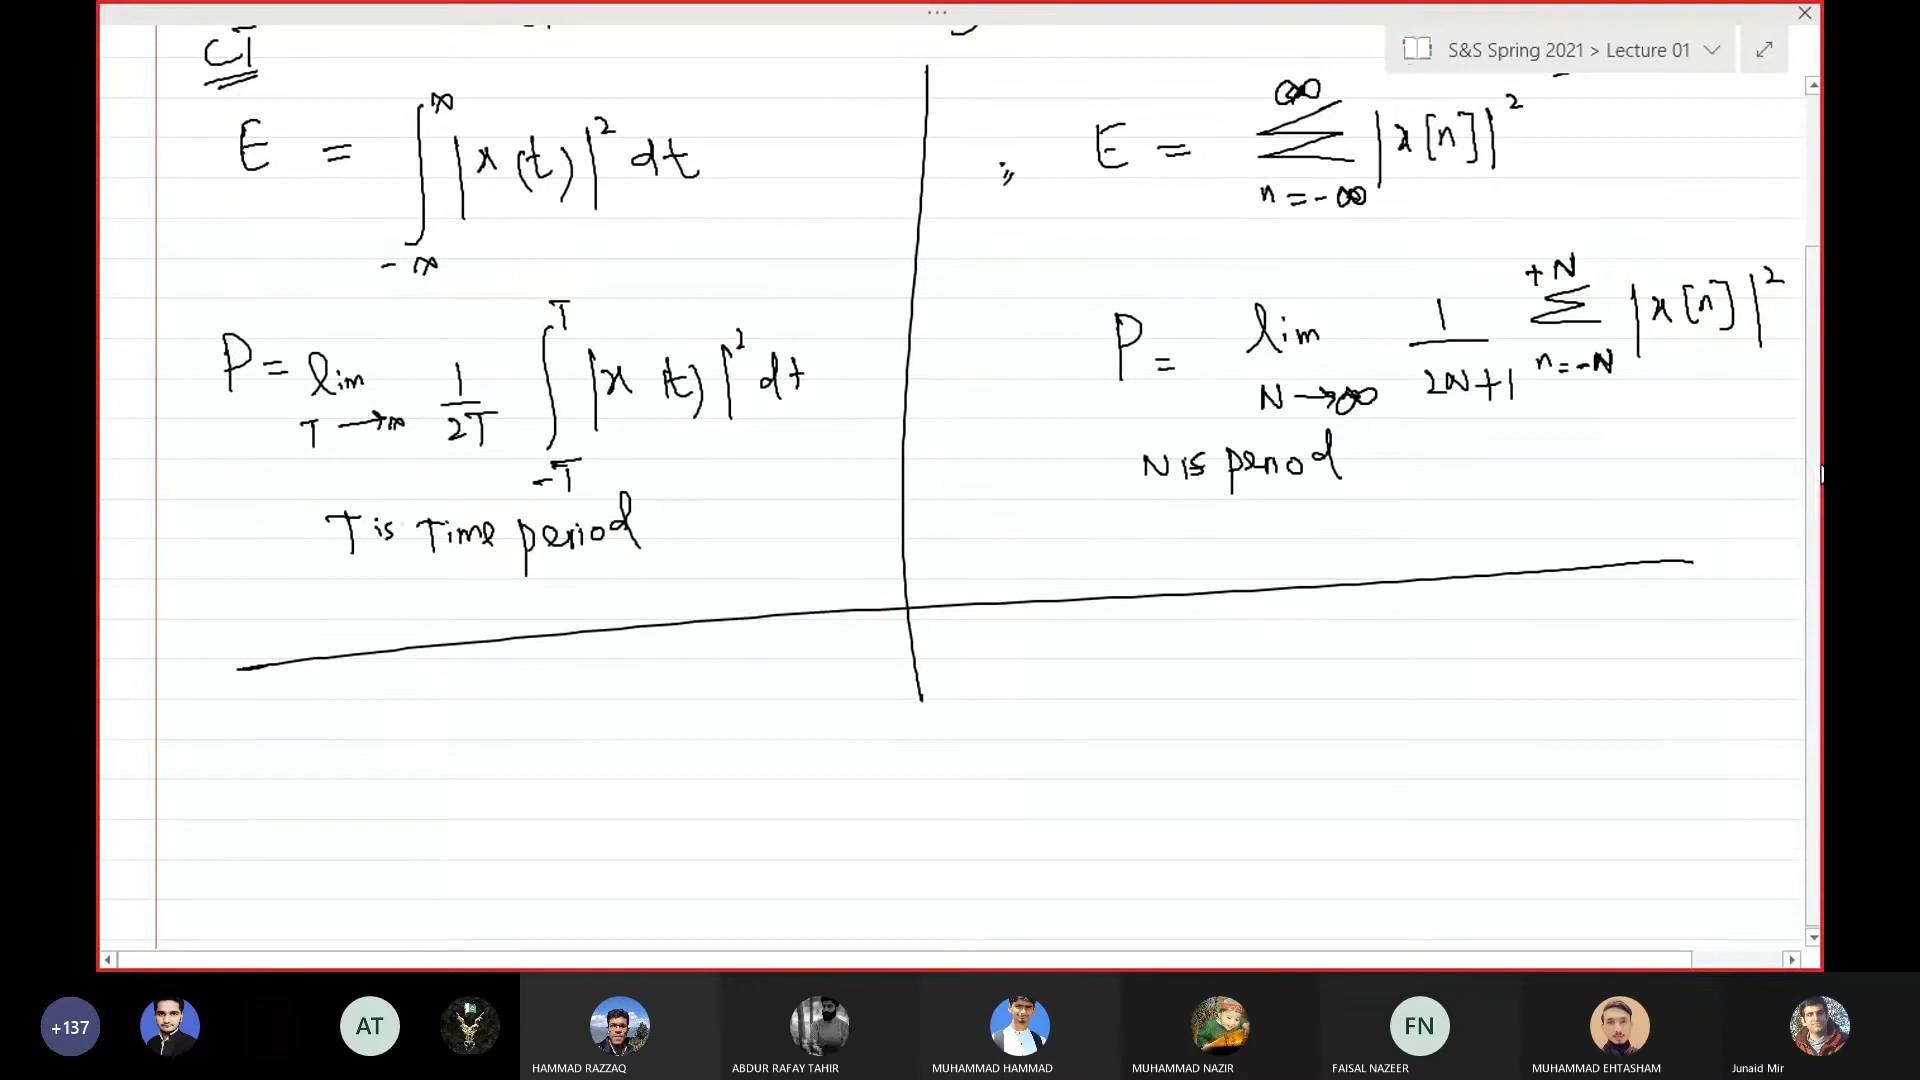 S&S Spring 2021 > Lecture 01
CT
E = ∫_{-∞}^{∞} |x(t)|² dt
P = lim_{T→∞} 1/2T ∫_{-T}^{T} |x(t)|² dt
T is Time period
E = ∑_{n=-∞}^{∞} |x[n]|²
P = lim_{N→∞} 1/2N+1 ∑_{n=-N}^{+N} |x[n]|²
N is period
+137
AT
HAMMAD RAZZAQ
ABDUR RAFAY TAHIR
MUHAMMAD HAMMAD
MUHAMMAD NAZIR
FN
FAISAL NAZEER
MUHAMMAD EHTASHAM
Junaid Mir